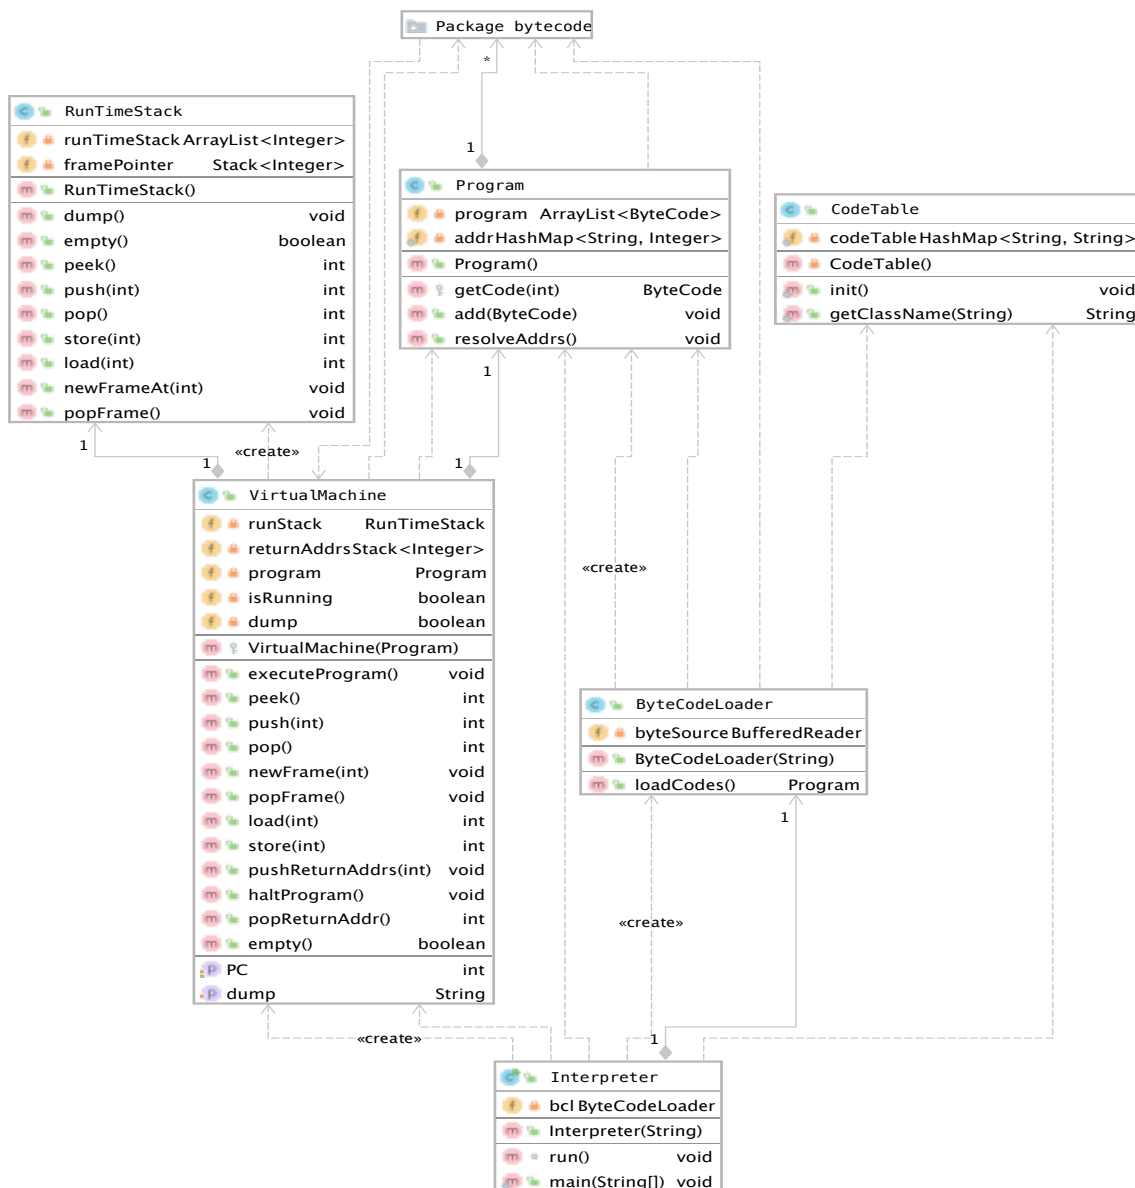 Package bytecode
*
1
RunTimeStack
runTimeStack ArrayList<Integer>
framePointer Stack<Integer>
RunTimeStack()
dump() void
empty() boolean
peek() int
push(int) int
pop() int
store(int) int
load(int) int
newFrameAt(int) void
popFrame() void
Program
program ArrayList<ByteCode>
addrHashMap<String, Integer>
Program()
getCode(int) ByteCode
add(ByteCode) void
resolveAddrs() void
CodeTable
codeTableHashMap<String, String>
CodeTable()
init() void
getClassName(String) String
1
1
«create»
1
1
VirtualMachine
runStack RunTimeStack
returnAddrsStack<Integer>
program Program
isRunning boolean
dump boolean
VirtualMachine(Program)
executeProgram() void
peek() int
push(int) int
pop() int
newFrame(int) void
popFrame() void
load(int) int
store(int) int
pushReturnAddrs(int) void
haltProgram() void
popReturnAddr() int
empty() boolean
PC int
dump String
«create»
ByteCodeLoader
byteSource BufferedReader
ByteCodeLoader(String)
loadCodes() Program
1
«create»
«create»
1
Interpreter
bcl ByteCodeLoader
Interpreter(String)
run() void
main(String[]) void